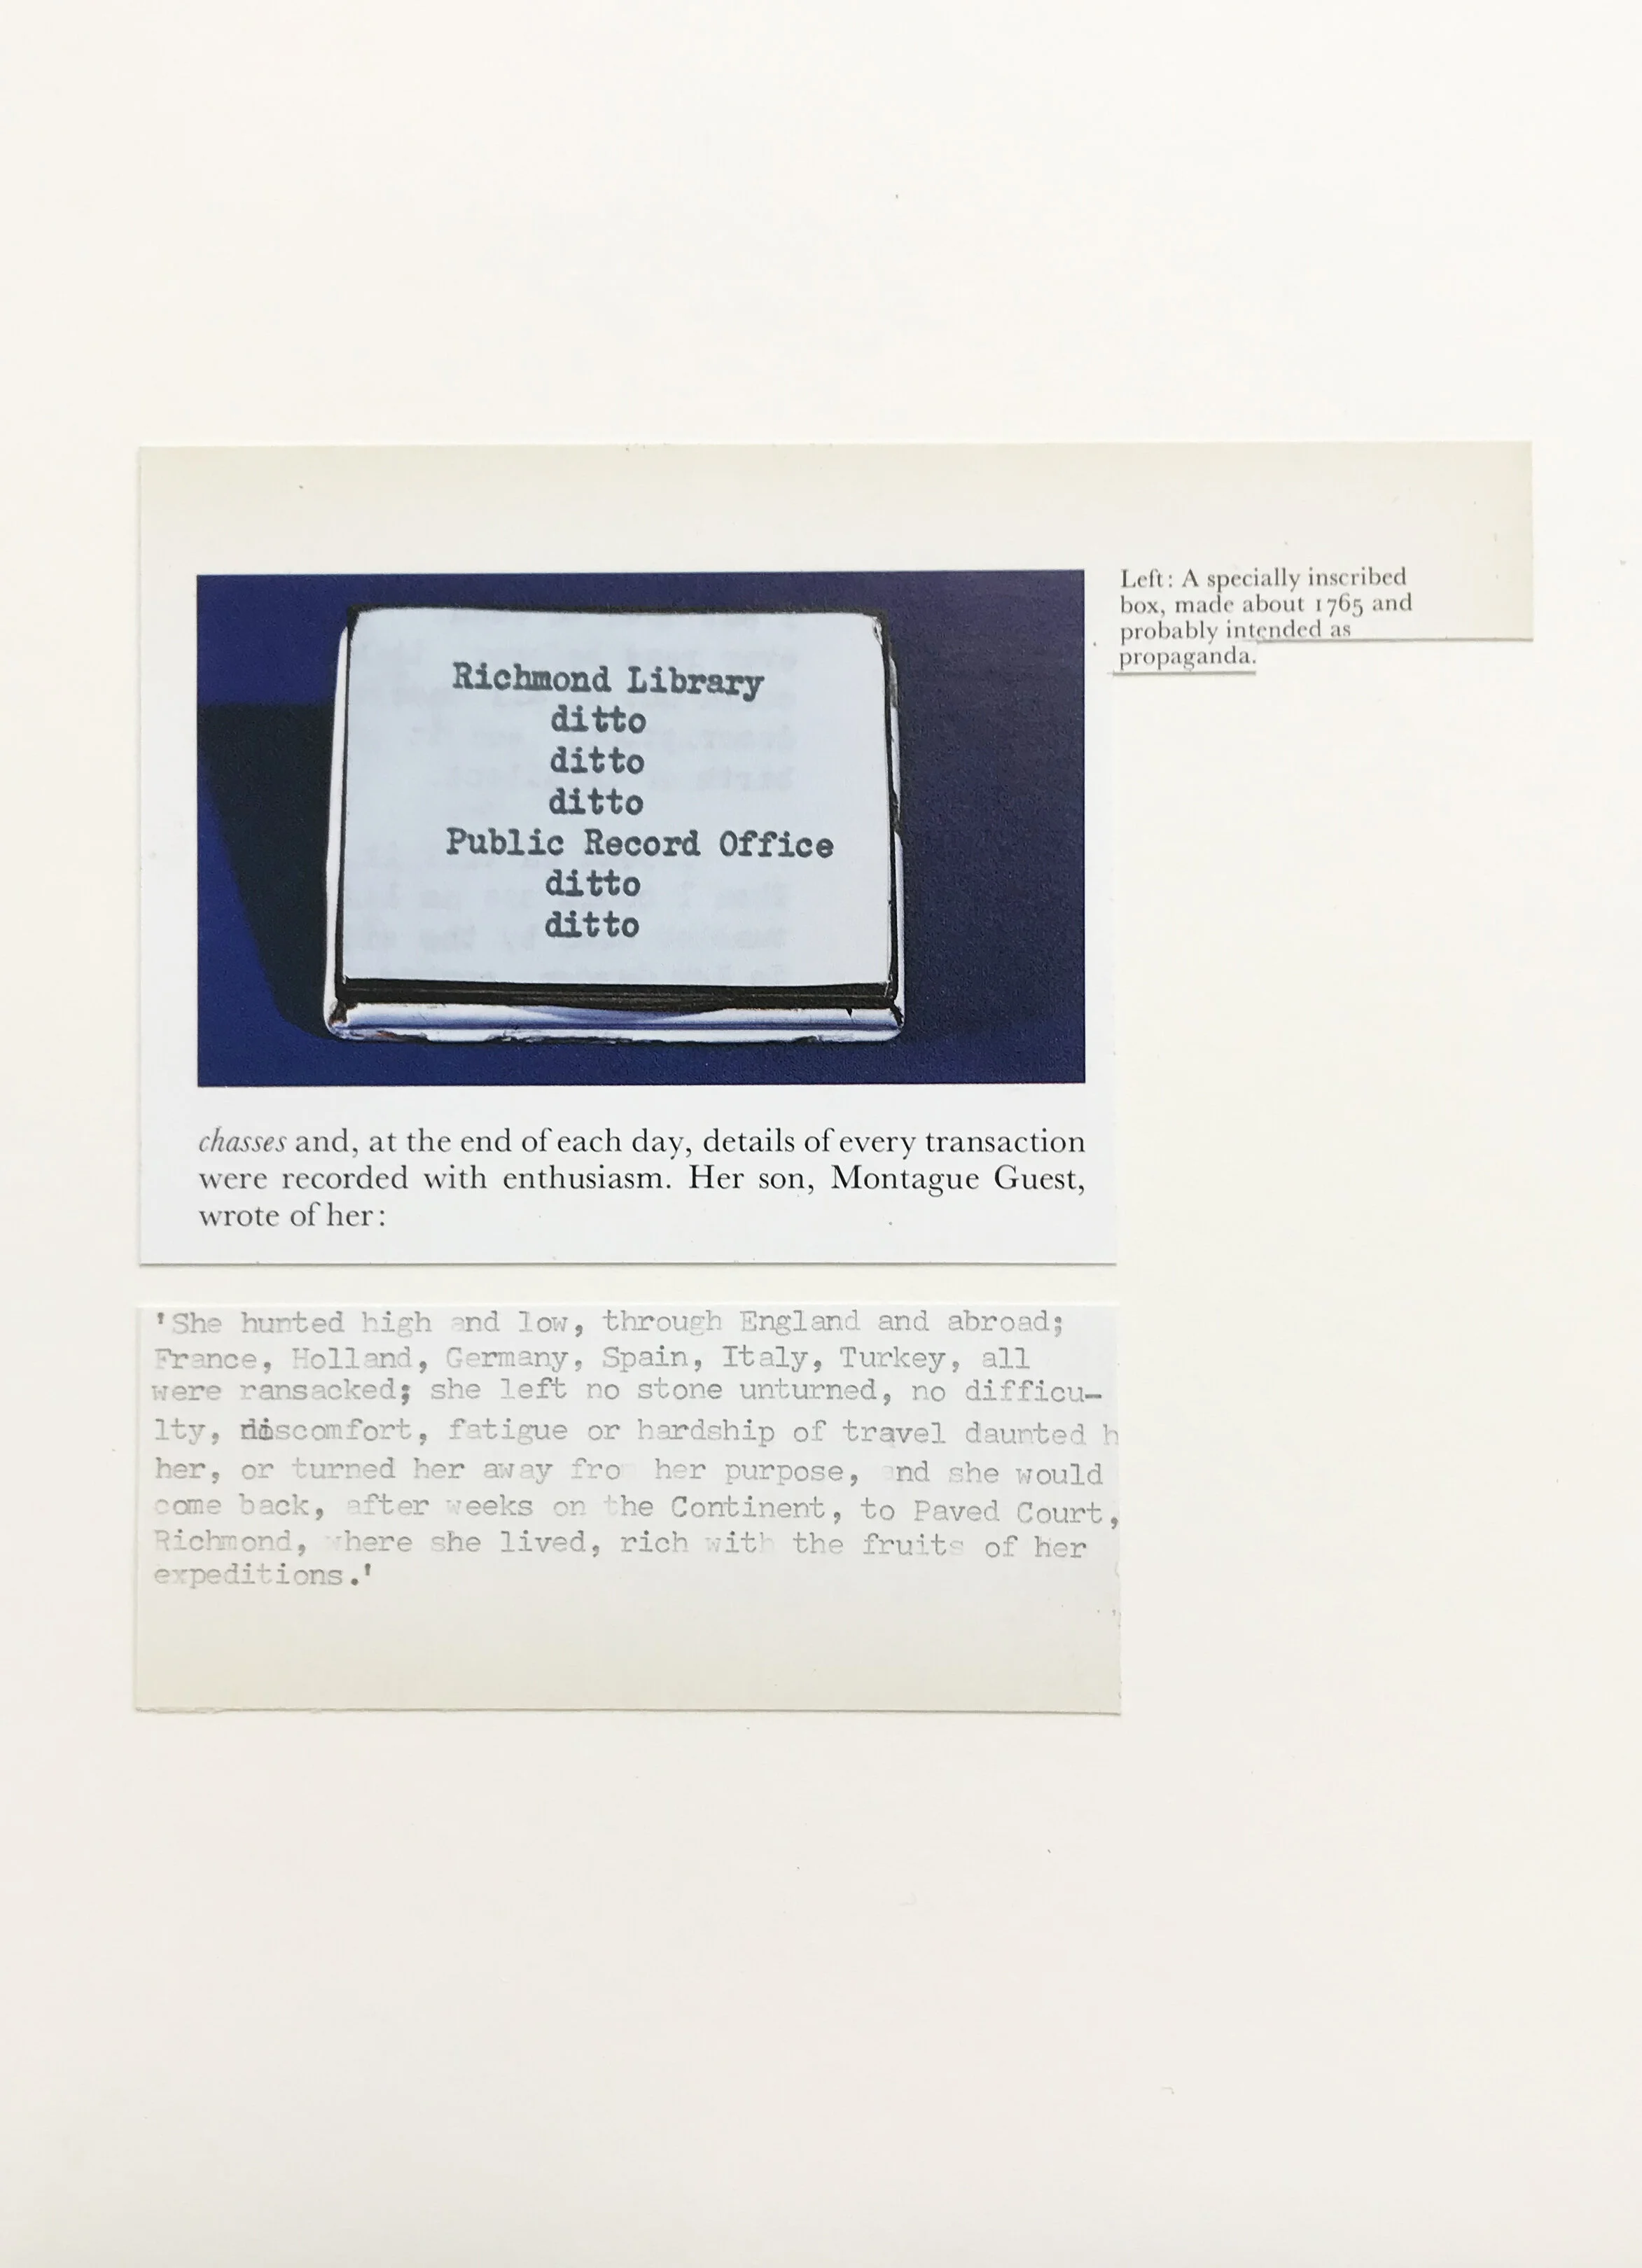 Richmond Library
ditto
ditto
ditto
Public Record Office
ditto
ditto
Left: A specially inscribed
box, made about 1765 and
probably intended as
propaganda.
chasses and, at the end of each day, details of every transaction
were recorded with enthusiasm. Her son, Montague Guest,
wrote of her:
'She hunted high and low, through England and abroad;
France, Holland, Germany, Spain, Italy, Turkey, all
were ransacked; she left no stone unturned, no difficu-
lty, discomfort, fatigue or hardship of travel daunted h
her, or turned her away fro her purpose, nd she would
come back, after weeks on the Continent, to Paved Court,
Richmond, where she lived, rich with the fruits of her
expeditions.'